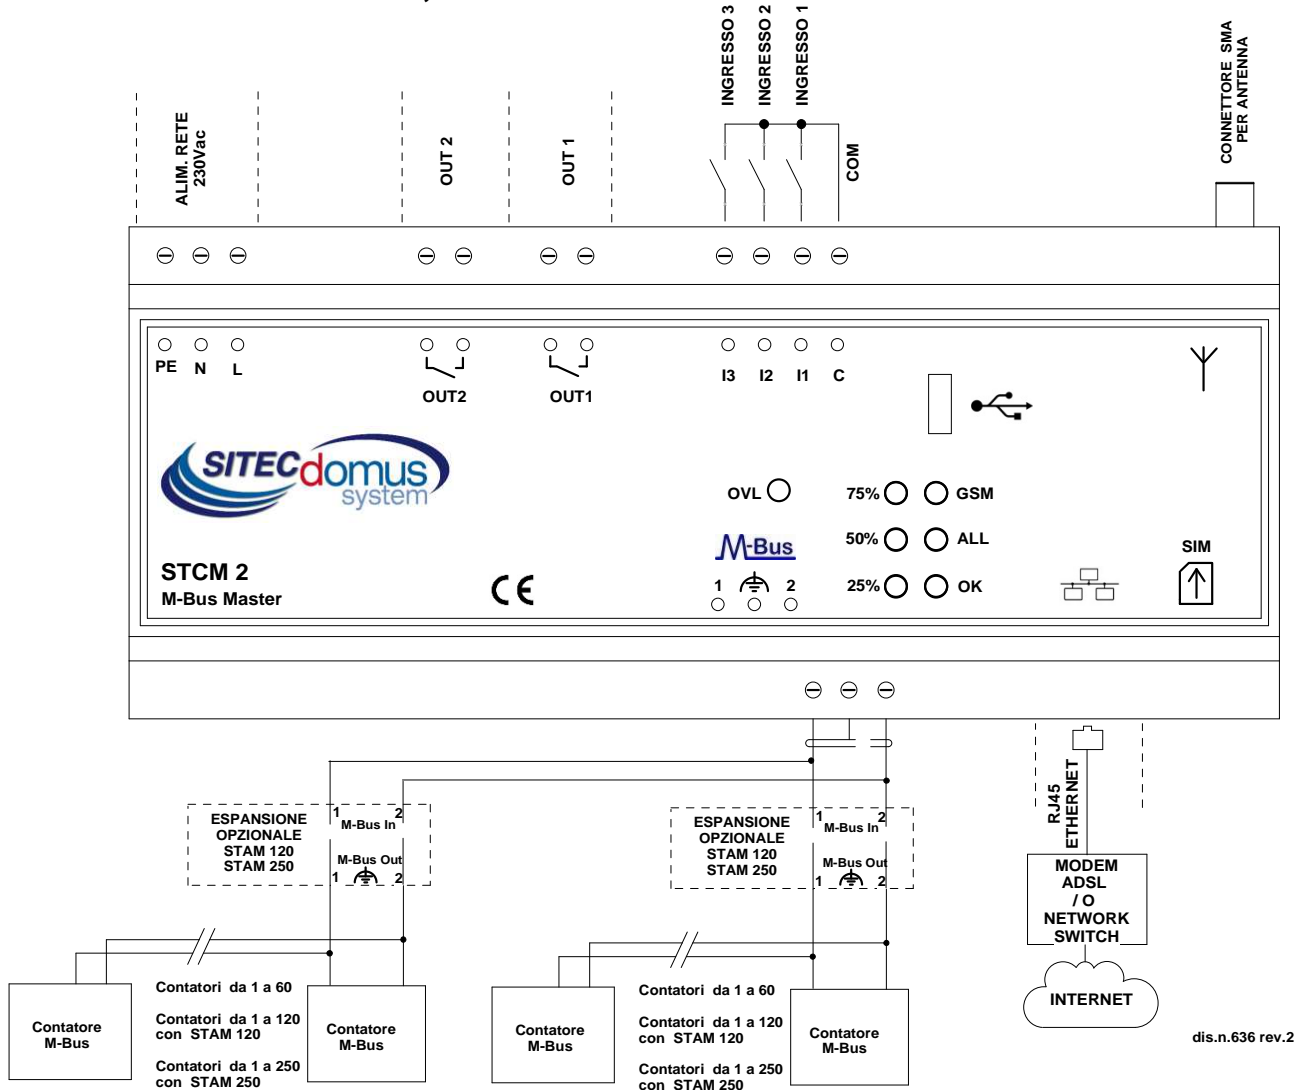 INGRESSO 3
INGRESSO 2
INGRESSO 1
CONNETTORE SMA
PER ANTENNA
ALIM. RETE
230Vac
OUT 2
OUT 1
COM
PE N L
OUT2
OUT1
I3 I2 I1 C
SITECdomus
system
OVL
75% GSM
M-Bus
50% ALL
SIM
STCM 2
M-Bus Master
CE
1 2
25% OK
RJ45
ETHERNET
ESPANSIONE
OPZIONALE
STAM 120
STAM 250
1 2
M-Bus In
M-Bus Out
1 2
ESPANSIONE
OPZIONALE
STAM 120
STAM 250
1 2
M-Bus In
M-Bus Out
1 2
MODEM
ADSL
/ O
NETWORK
SWITCH
INTERNET
Contatore
M-Bus
Contatori da 1 a 60
Contatori da 1 a 120
con STAM 120
Contatori da 1 a 250
con STAM 250
Contatore
M-Bus
Contatore
M-Bus
Contatori da 1 a 60
Contatori da 1 a 120
con STAM 120
Contatori da 1 a 250
con STAM 250
Contatore
M-Bus
dis.n.636 rev.2